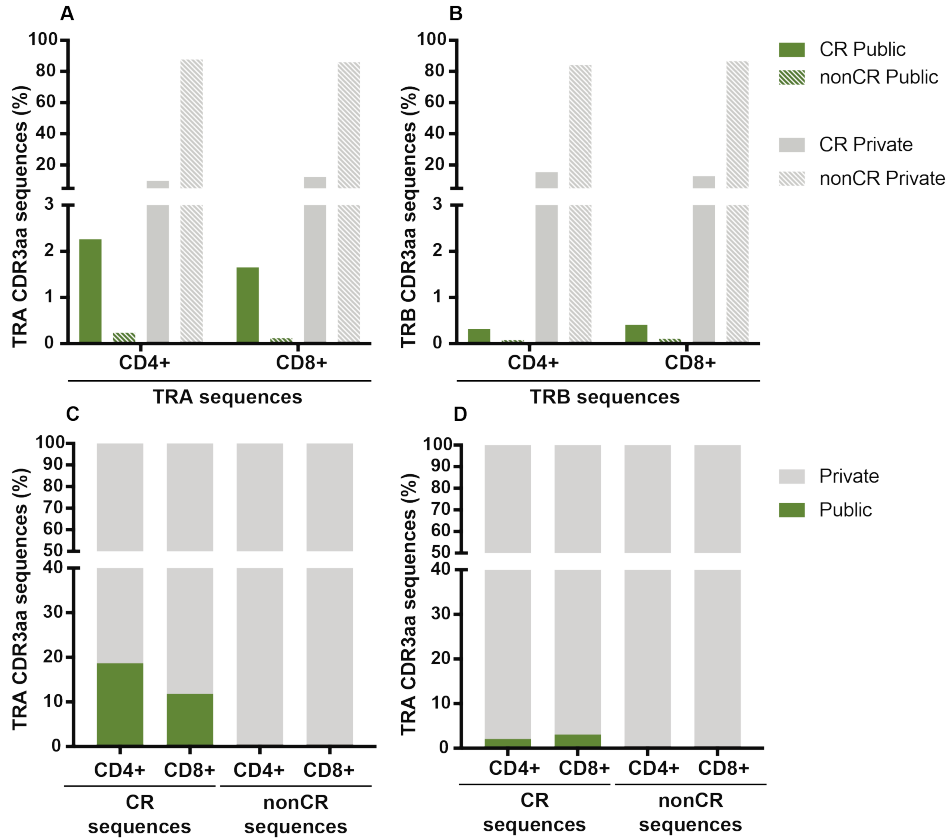 A
TRA CDR3aa sequences (%)
100
80
60
40
20
3
2
1
0
CD4+ CD8+
TRA sequences
B
TRB CDR3aa sequences (%)
100
80
60
40
20
3
2
1
0
CD4+ CD8+
TRB sequences
CR Public
nonCR Public
CR Private
nonCR Private
C
TRA CDR3aa sequences (%)
100
90
80
70
60
50
40
30
20
10
0
CD4+ CD8+ CD4+ CD8+
CR sequences
nonCR sequences
D
TRA CDR3aa sequences (%)
100
90
80
70
60
50
40
30
20
10
0
CD4+ CD8+ CD4+ CD8+
CR sequences
nonCR sequences
Private
Public